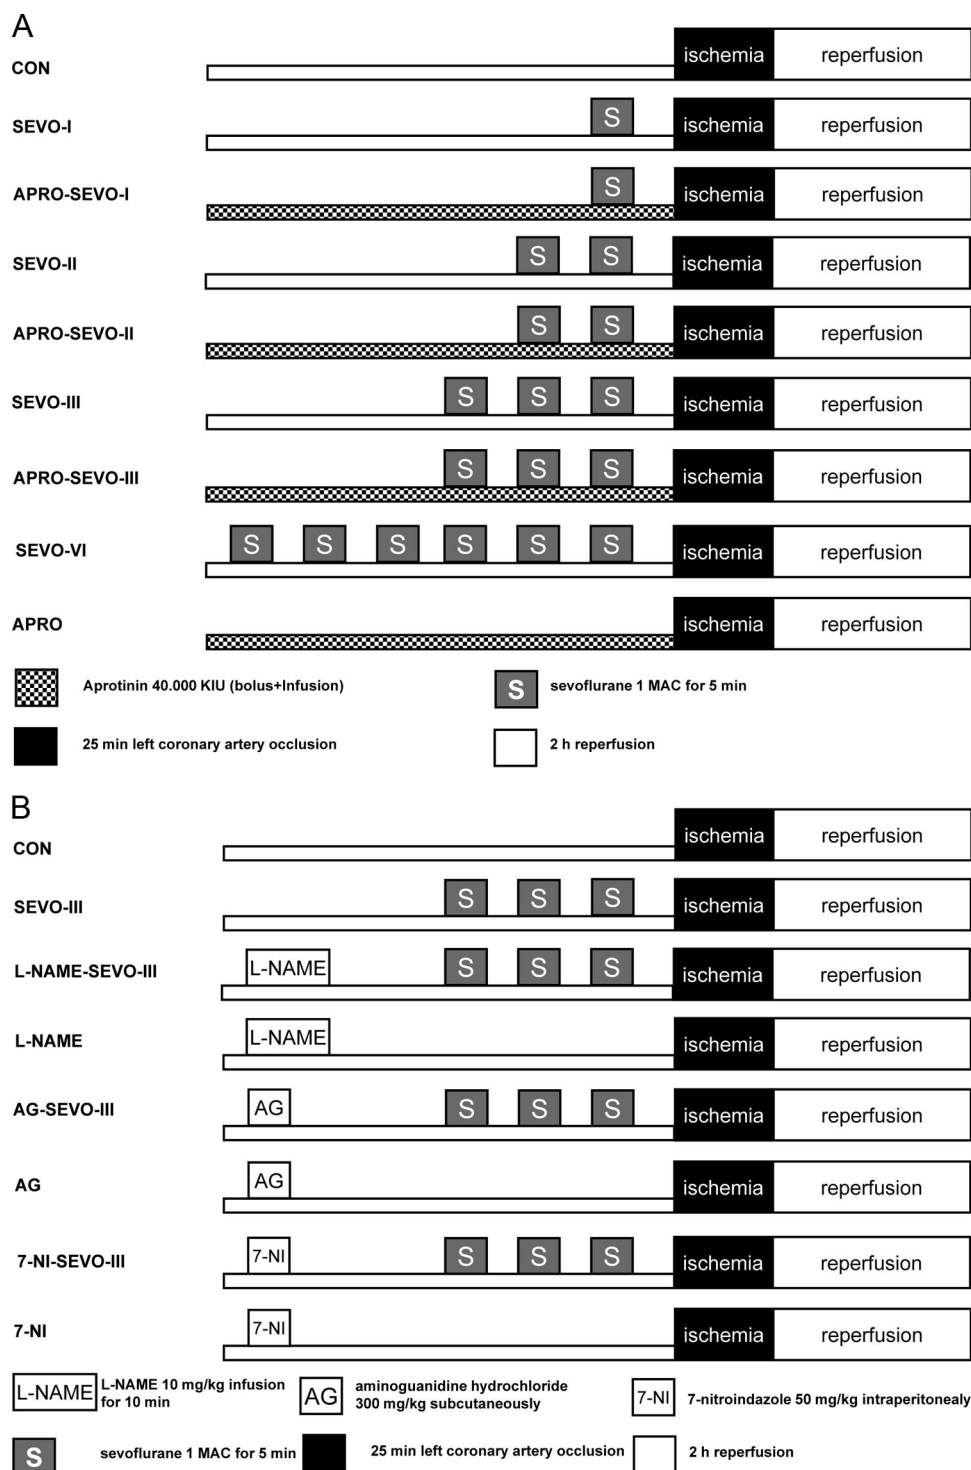 A
CON
ischemia reperfusion
SEVO-I
S
ischemia reperfusion
APRO-SEVO-I
S
ischemia reperfusion
SEVO-II
S S
ischemia reperfusion
APRO-SEVO-II
S S
ischemia reperfusion
SEVO-III
S S S
ischemia reperfusion
APRO-SEVO-III
S S S
ischemia reperfusion
SEVO-VI
S S S S S S
ischemia reperfusion
APRO
ischemia reperfusion
Aprotinin 40.000 KIU (bolus+Infusion)
S sevoflurane 1 MAC for 5 min
25 min left coronary artery occlusion
2 h reperfusion
B
CON
ischemia reperfusion
SEVO-III
S S S
ischemia reperfusion
L-NAME-SEVO-III
L-NAME S S S
ischemia reperfusion
L-NAME
L-NAME
ischemia reperfusion
AG-SEVO-III
AG S S S
ischemia reperfusion
AG
AG
ischemia reperfusion
7-NI-SEVO-III
7-NI S S S
ischemia reperfusion
7-NI
7-NI
ischemia reperfusion
L-NAME L-NAME 10 mg/kg infusion
for 10 min
AG aminoguanidine hydrochloride
300 mg/kg subcutaneously
7-NI 7-nitroindazole 50 mg/kg intraperitonealy
S sevoflurane 1 MAC for 5 min
25 min left coronary artery occlusion
2 h reperfusion